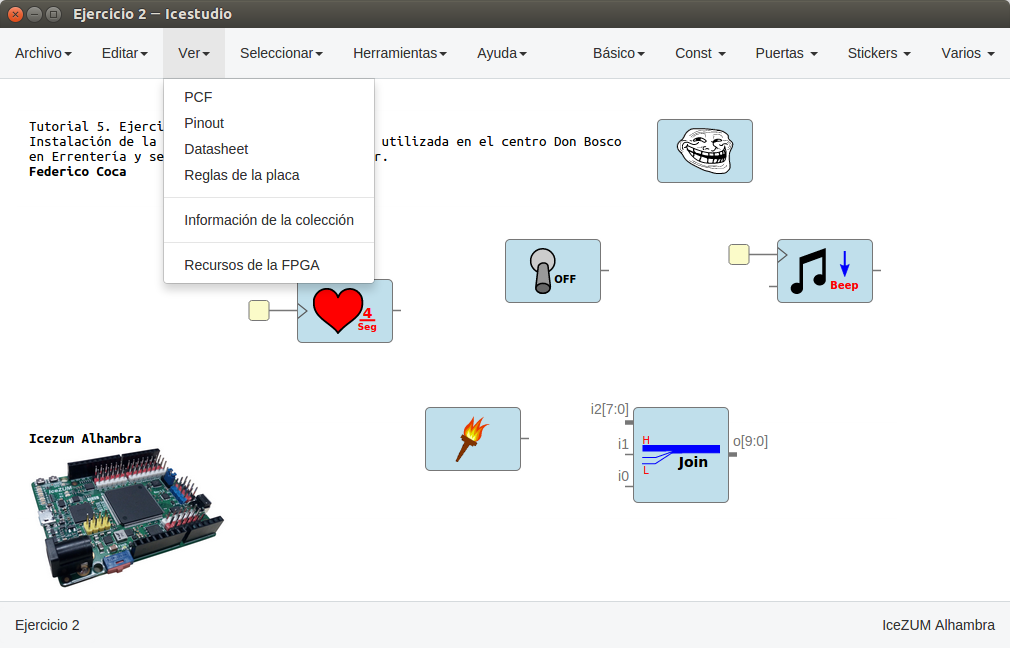 Ejercicio 2 — Icestudio
Archivo Editar Ver Seleccionar Herramientas Ayuda Básico Const Puertas Stickers Varios
PCF
Pinout
Datasheet
Reglas de la placa
Información de la colección
Recursos de la FPGA
Tutorial 5. Ejerci
Instalación de la utilizada en el centro Don Bosco
en Errentería y se r.
Federico Coca
OFF
Beep
4
Seg
Icezum Alhambra
i2[7:0]
i1
i0
H
L
Join
o[9:0]
IceZUM
Ejercicio 2 IceZUM Alhambra